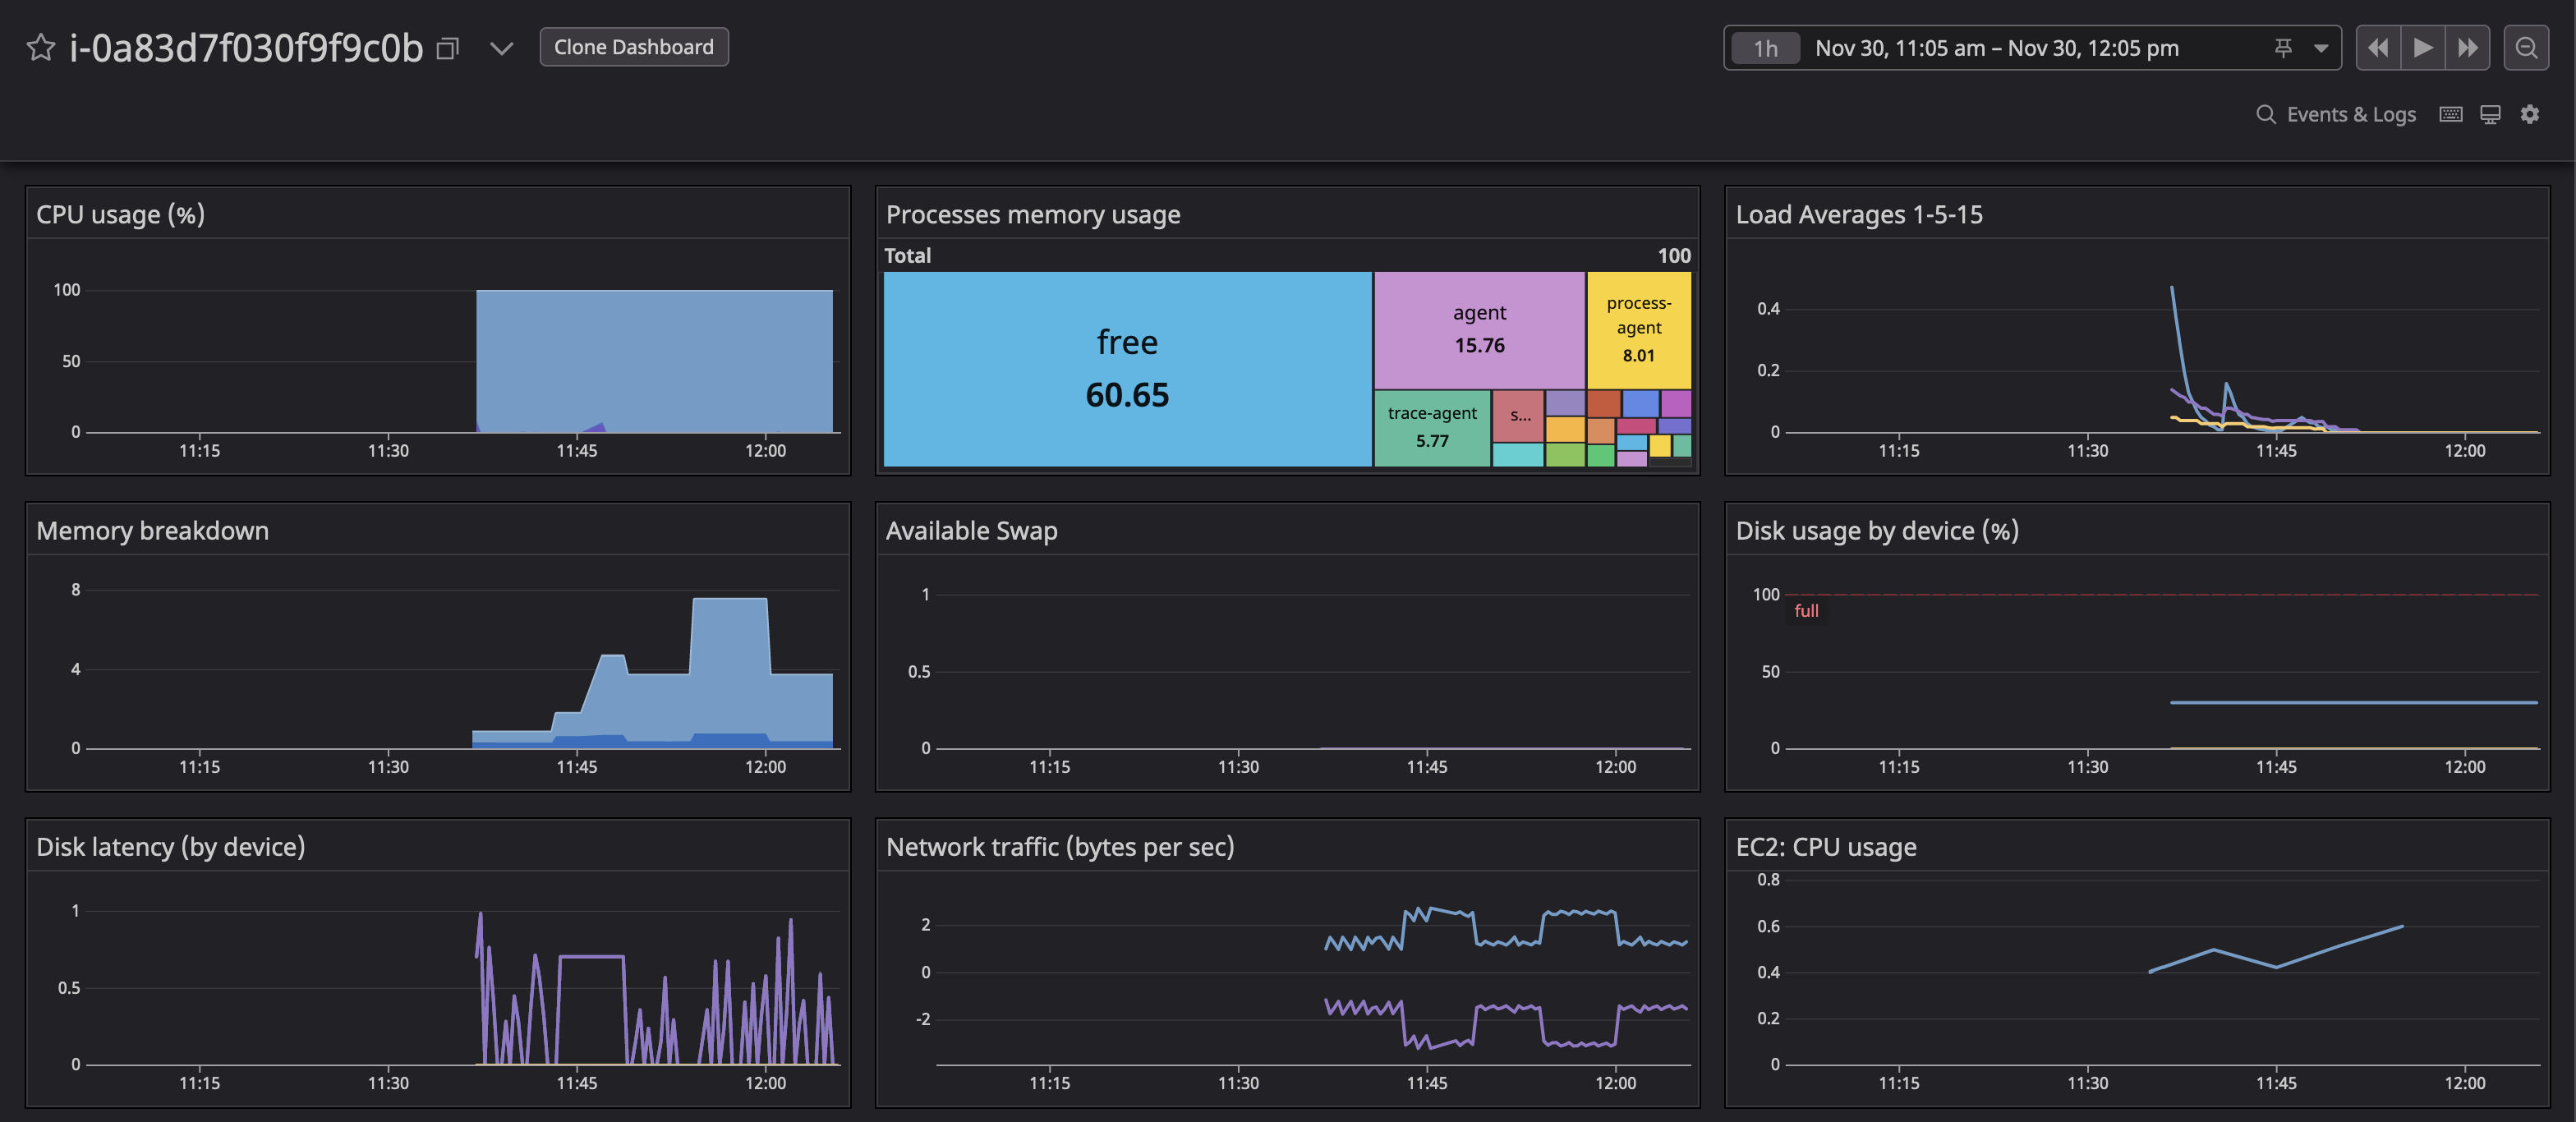 i-0a83d7f030f9f9c0b
Clone Dashboard
1h Nov 30, 11:05 am – Nov 30, 12:05 pm
Events & Logs
CPU usage (%)
100
50
0
11:15 11:30 11:45 12:00
Processes memory usage
Total 100
free
60.65
agent
15.76
process-
agent
8.01
trace-agent
5.77
s...
Load Averages 1-5-15
0.4
0.2
0
11:15 11:30 11:45 12:00
Memory breakdown
8
4
0
11:15 11:30 11:45 12:00
Available Swap
1
0.5
0
11:15 11:30 11:45 12:00
Disk usage by device (%)
100
full
50
0
11:15 11:30 11:45 12:00
Disk latency (by device)
1
0.5
0
11:15 11:30 11:45 12:00
Network traffic (bytes per sec)
2
0
-2
11:15 11:30 11:45 12:00
EC2: CPU usage
0.8
0.6
0.4
0.2
0
11:15 11:30 11:45 12:00